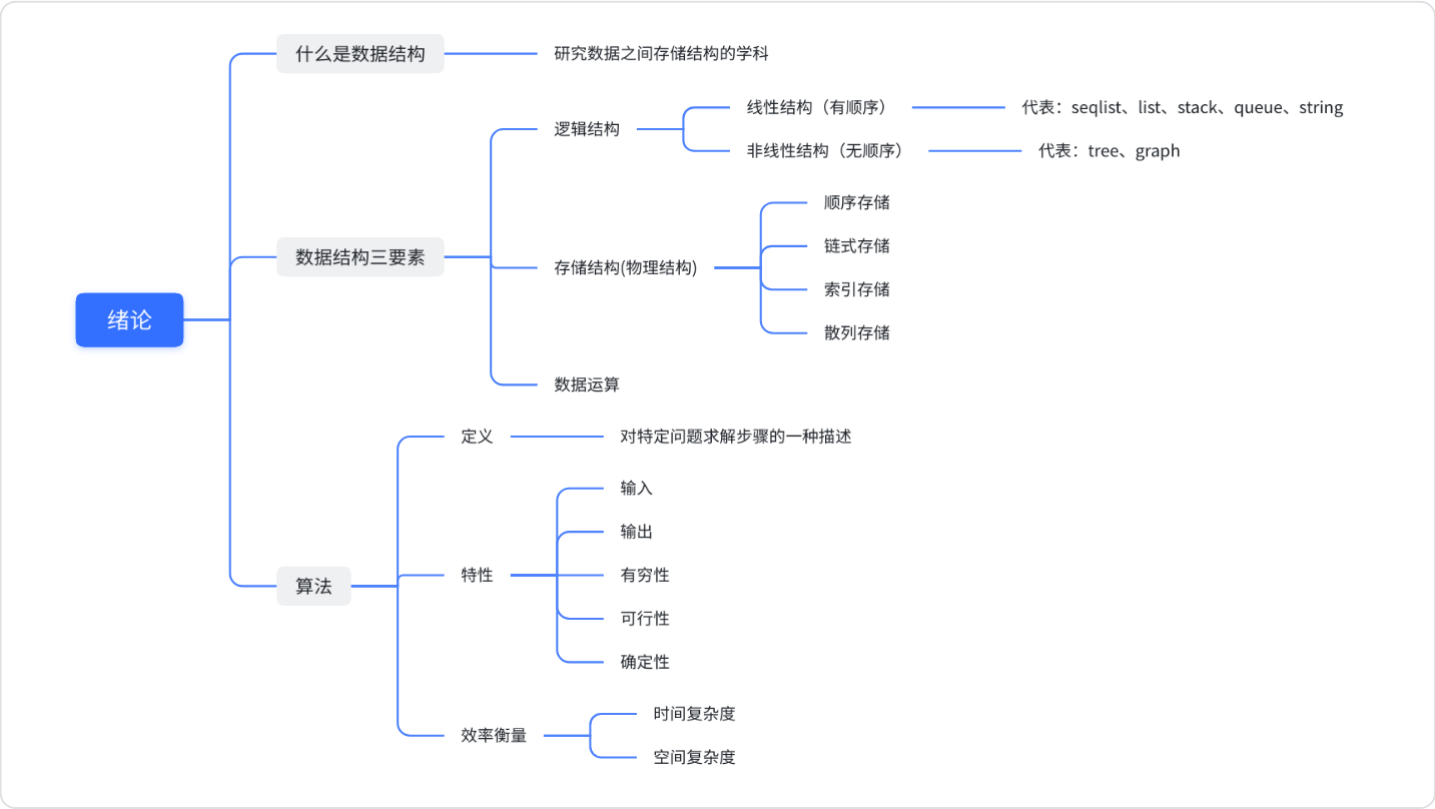 绪论
什么是数据结构
研究数据之间存储结构的学科
数据结构三要素
逻辑结构
线性结构（有顺序）
代表：seqlist、list、stack、queue、string
非线性结构（无顺序）
代表：tree、graph
存储结构(物理结构)
顺序存储
链式存储
索引存储
散列存储
数据运算
算法
定义
对特定问题求解步骤的一种描述
特性
输入
输出
有穷性
可行性
确定性
效率衡量
时间复杂度
空间复杂度